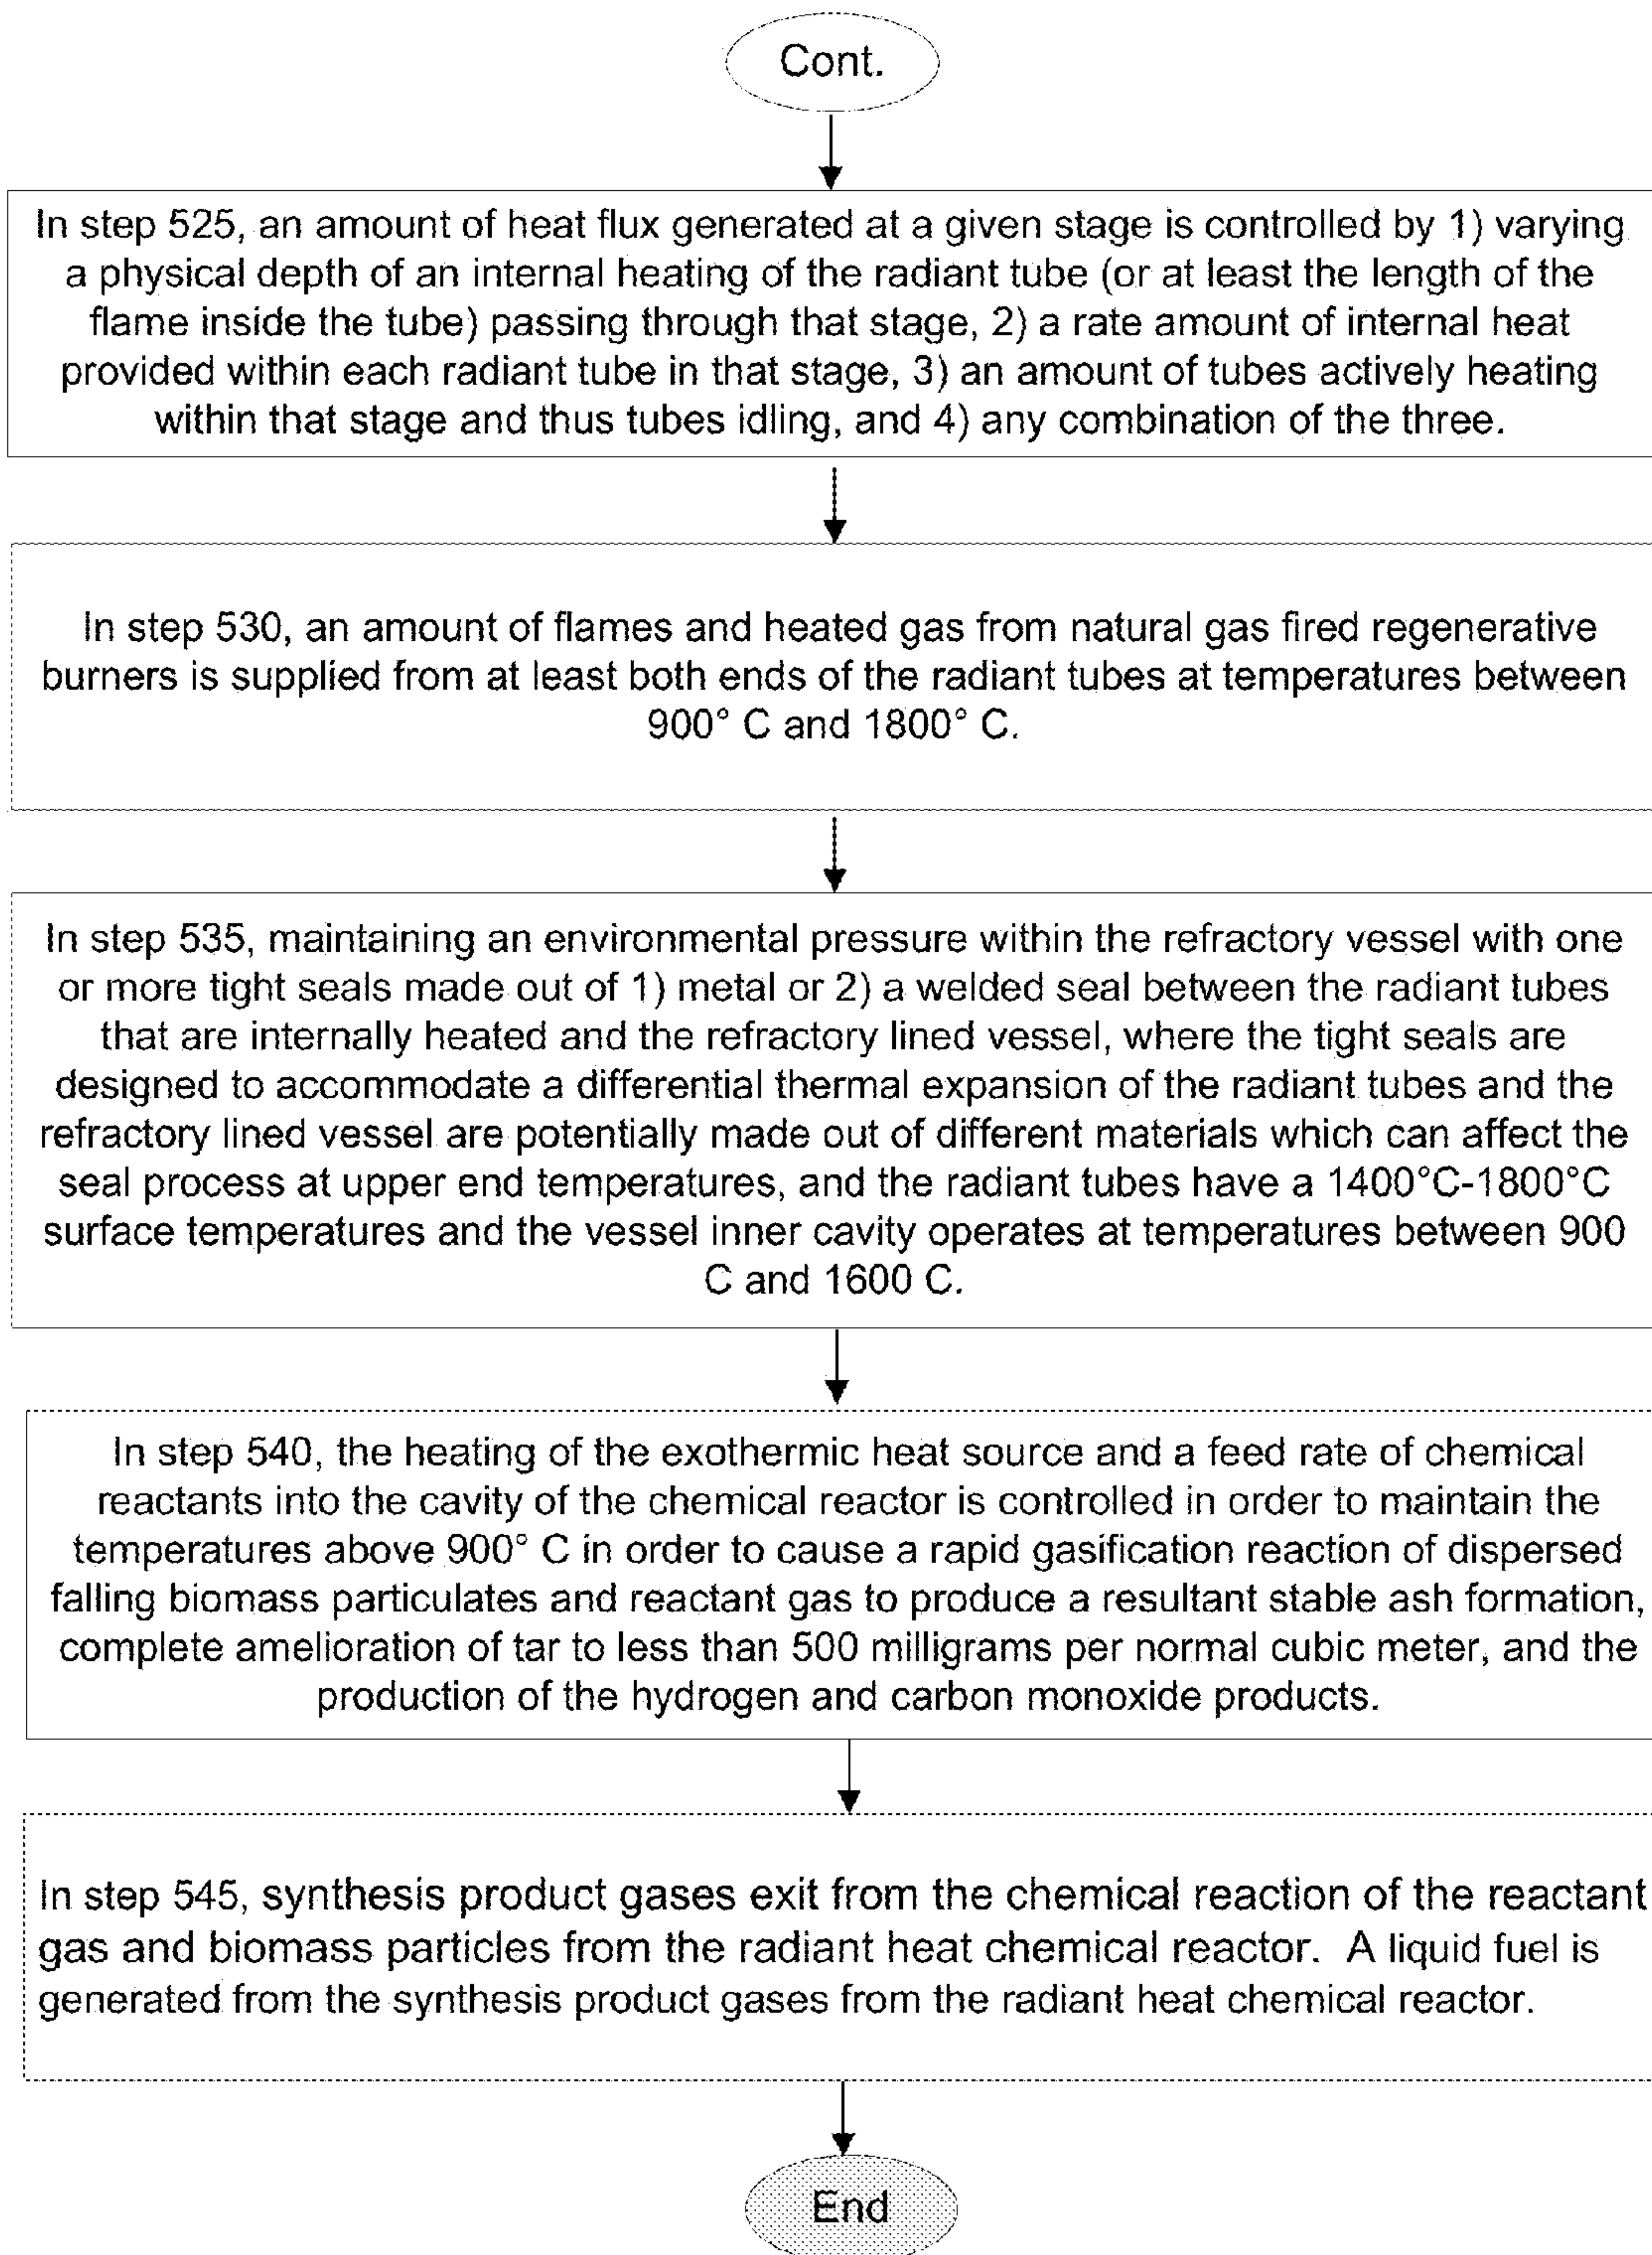 Cont.
In step 525, an amount of heat flux generated at a given stage is controlled by 1) varying
a physical depth of an internal heating of the radiant tube (or at least the length of the
flame inside the tube) passing through that stage, 2) a rate amount of internal heat
provided within each radiant tube in that stage, 3) an amount of tubes actively heating
within that stage and thus tubes idling, and 4) any combination of the three.
In step 530, an amount of flames and heated gas from natural gas fired regenerative
burners is supplied from at least both ends of the radiant tubes at temperatures between
900° C and 1800° C.
In step 535, maintaining an environmental pressure within the refractory vessel with one
or more tight seals made out of 1) metal or 2) a welded seal between the radiant tubes
that are internally heated and the refractory lined vessel, where the tight seals are
designed to accommodate a differential thermal expansion of the radiant tubes and the
refractory lined vessel are potentially made out of different materials which can affect the
seal process at upper end temperatures, and the radiant tubes have a 1400°C-1800°C
surface temperatures and the vessel inner cavity operates at temperatures between 900
C and 1600 C.
In step 540, the heating of the exothermic heat source and a feed rate of chemical
reactants into the cavity of the chemical reactor is controlled in order to maintain the
temperatures above 900° C in order to cause a rapid gasification reaction of dispersed
falling biomass particulates and reactant gas to produce a resultant stable ash formation,
complete amelioration of tar to less than 500 milligrams per normal cubic meter, and the
production of the hydrogen and carbon monoxide products.
In step 545, synthesis product gases exit from the chemical reaction of the reactant
gas and biomass particles from the radiant heat chemical reactor. A liquid fuel is
generated from the synthesis product gases from the radiant heat chemical reactor.
End